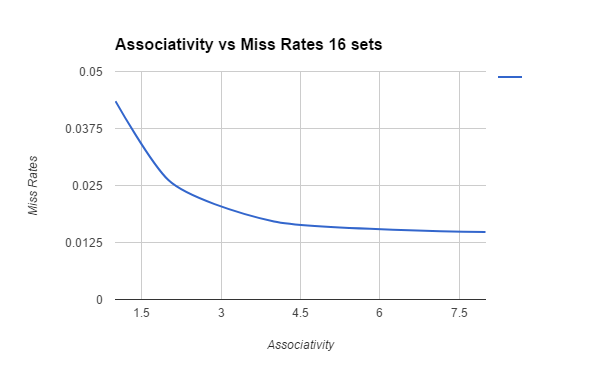 Associativity vs Miss Rates 16 sets
0.05
0.0375
0.025
0.0125
0
Miss Rates
1.5 3 4.5 6 7.5
Associativity